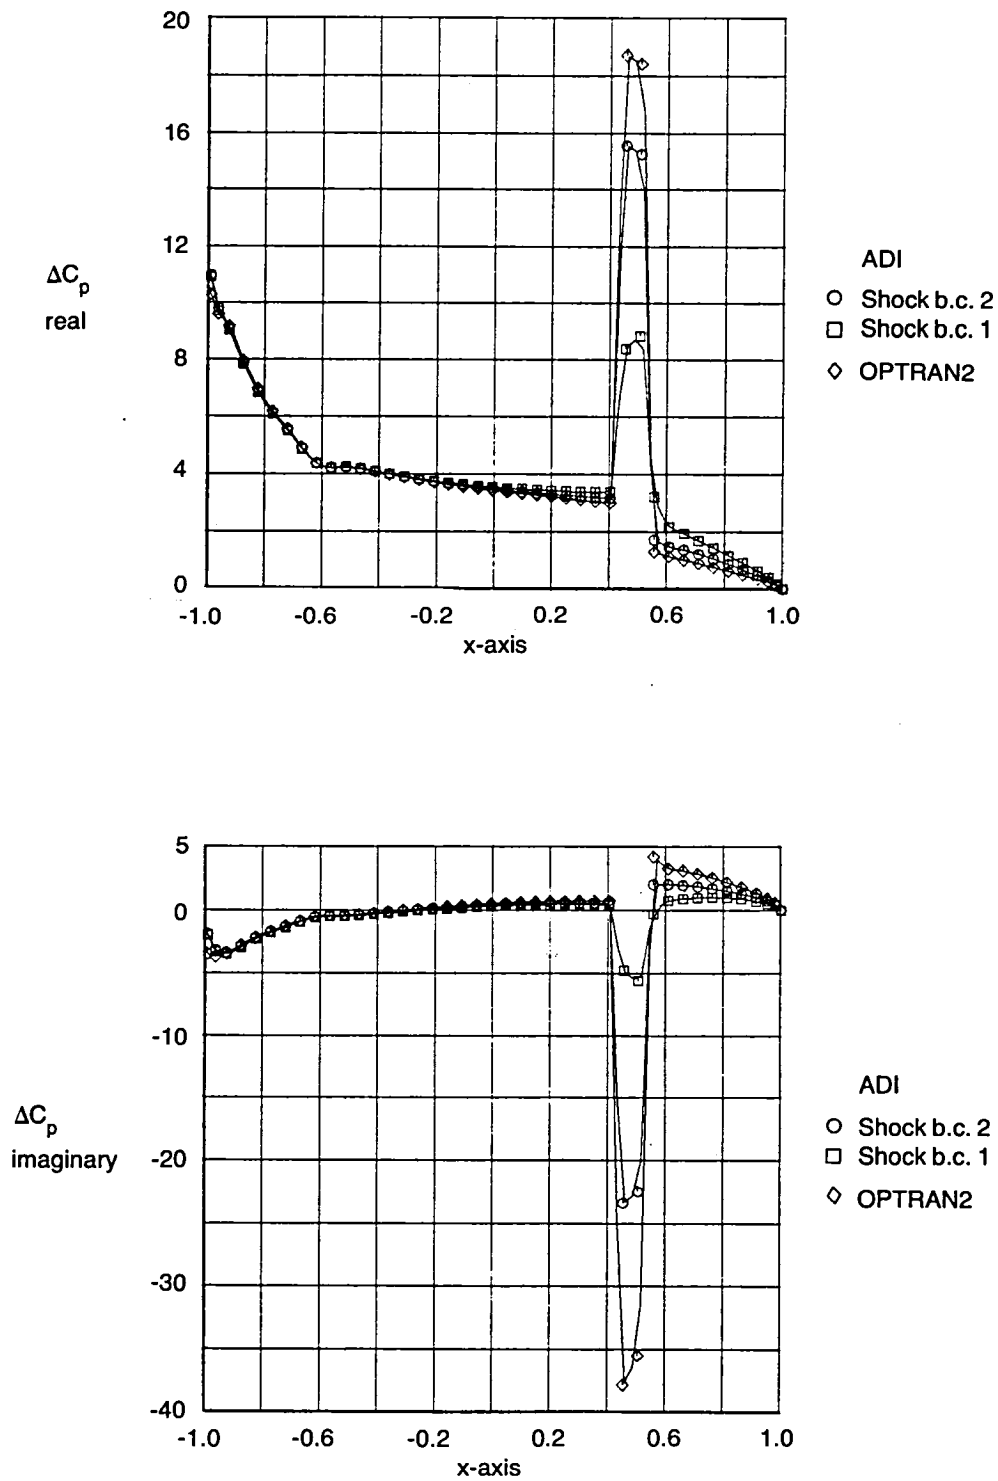 20
16
12
8
4
0
ΔCp
real
-1.0 -0.6 -0.2 0.2 0.6 1.0
x-axis
ADI
Shock b.c. 2
Shock b.c. 1
OPTRAN2
5
0
-10
-20
-30
-40
ΔCp
imaginary
-1.0 -0.6 -0.2 0.2 0.6 1.0
x-axis
ADI
Shock b.c. 2
Shock b.c. 1
OPTRAN2